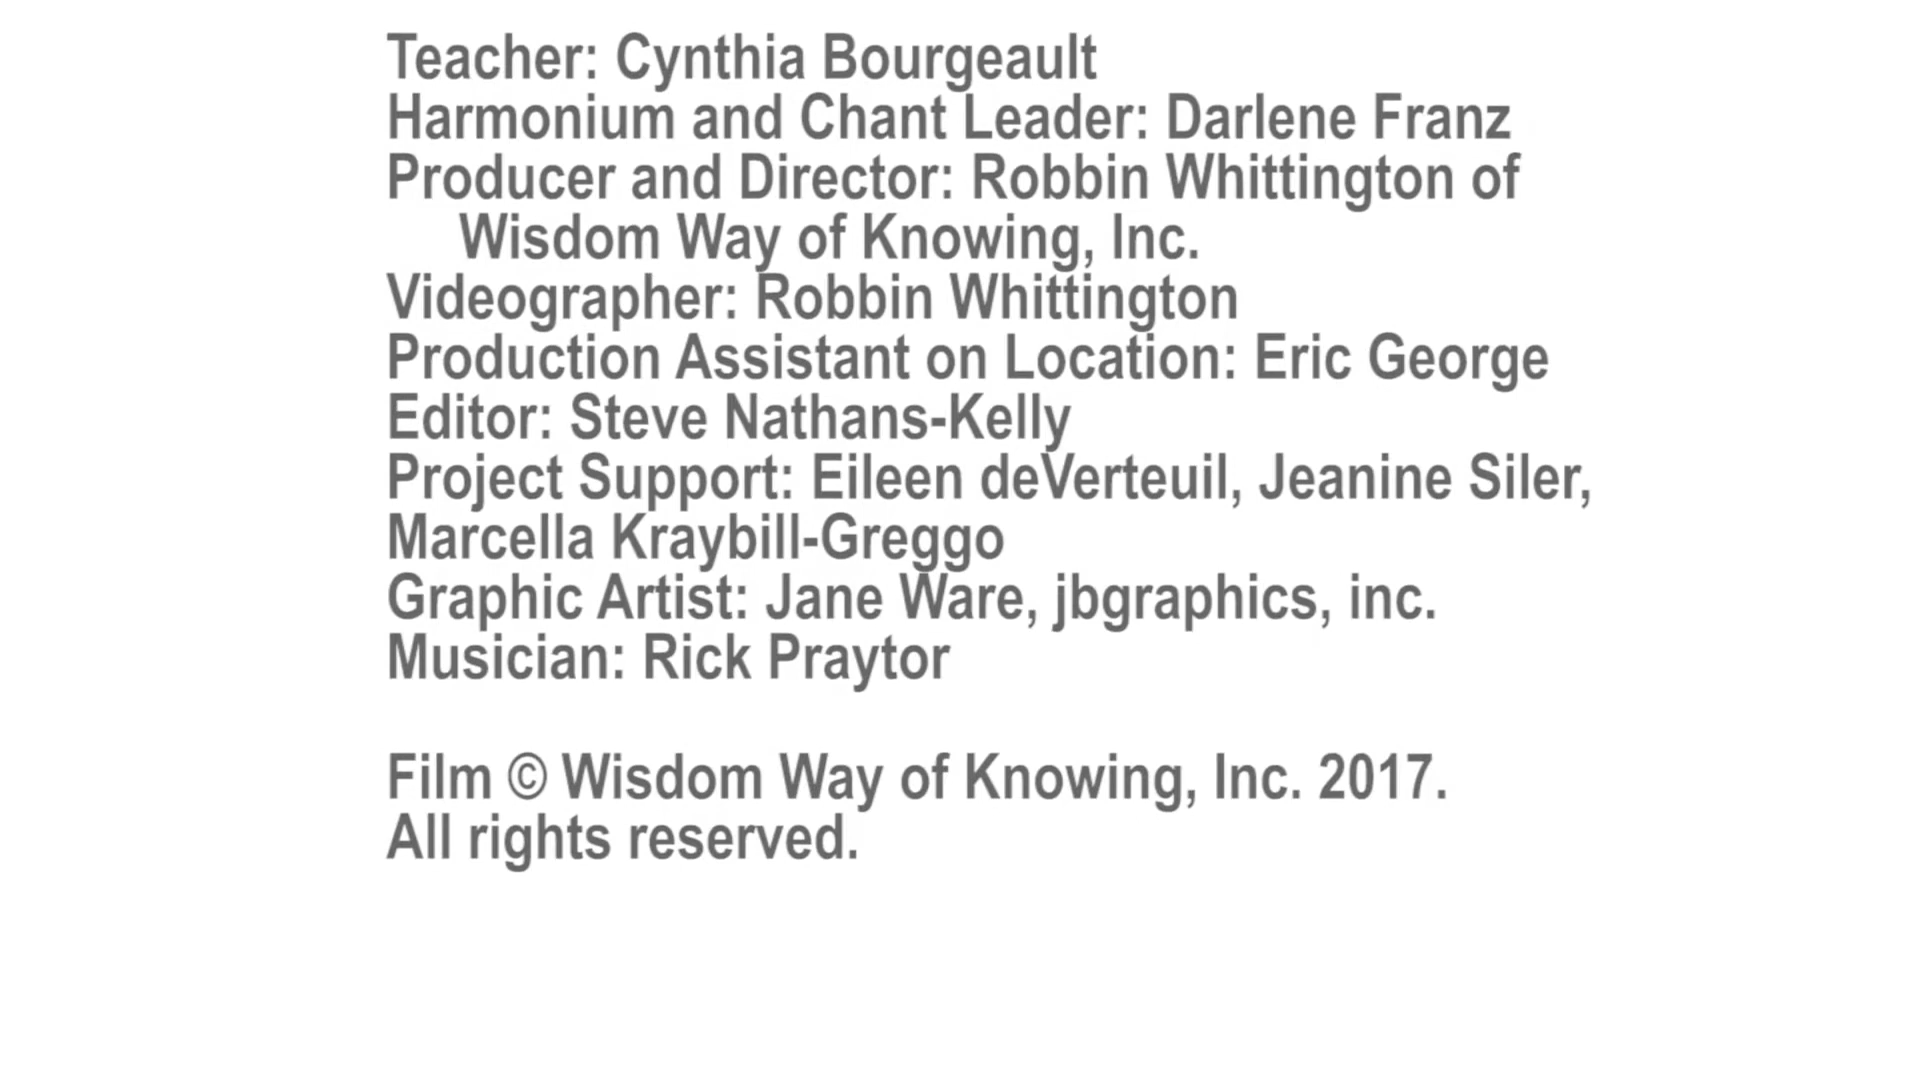 Teacher: Cynthia Bourgeault
Harmonium and Chant Leader: Darlene Franz
Producer and Director: Robbin Whittington of
Wisdom Way of Knowing, Inc.
Videographer: Robbin Whittington
Production Assistant on Location: Eric George
Editor: Steve Nathans-Kelly
Project Support: Eileen deVerteuil, Jeanine Siler,
Marcella Kraybill-Greggo
Graphic Artist: Jane Ware, jbgraphics, inc.
Musician: Rick Praytor
Film © Wisdom Way of Knowing, Inc. 2017.
All rights reserved.